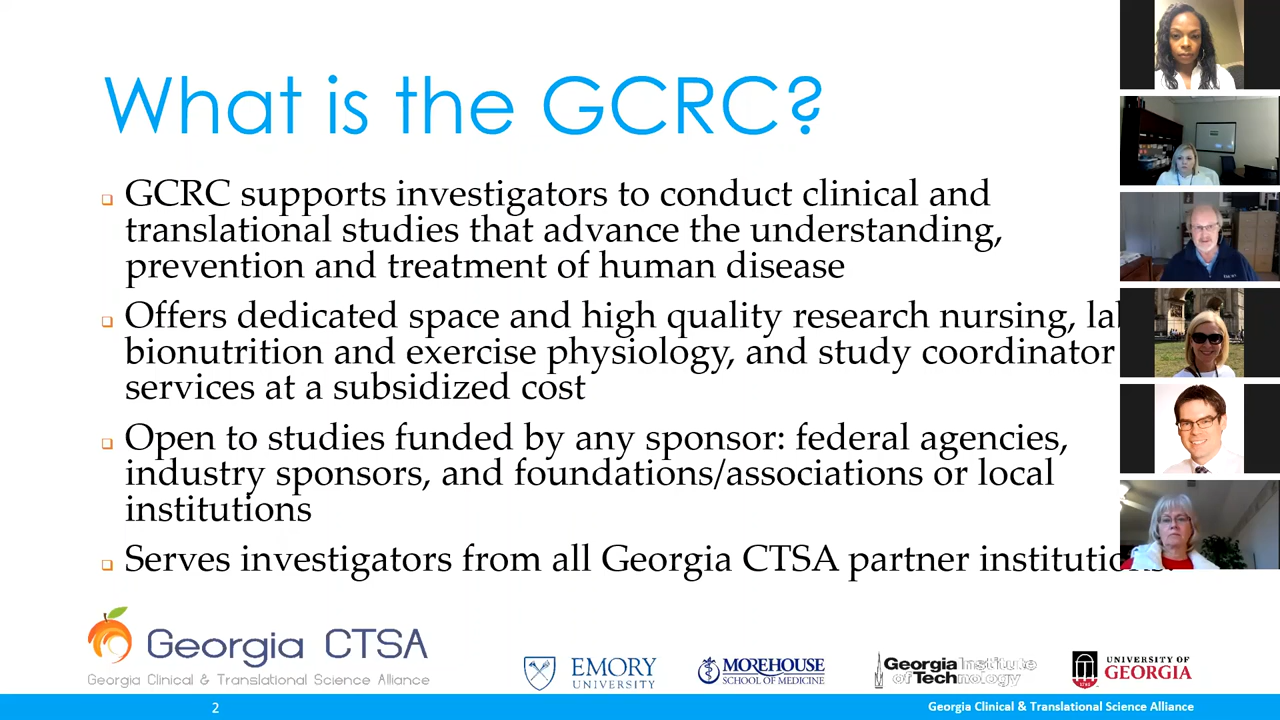 What is the GCRC?
GCRC supports investigators to conduct clinical and
translational studies that advance the understanding,
prevention and treatment of human disease
Offers dedicated space and high quality research nursing,
bionutrition and exercise physiology, and study coordinator
services at a subsidized cost
Open to studies funded by any sponsor: federal agencies,
industry sponsors, and foundations/associations or local
institutions
Serves investigators from all Georgia CTSA partner
Georgia CTSA
Georgia Clinical & Translational Science Alliance
EMORY
UNIVERSITY
MOREHOUSE
SCHOOL OF MEDICINE
Georgia Institute
of Technology
UNIVERSITY OF
GEORGIA
2
Georgia Clinical & Translational Science Alliance